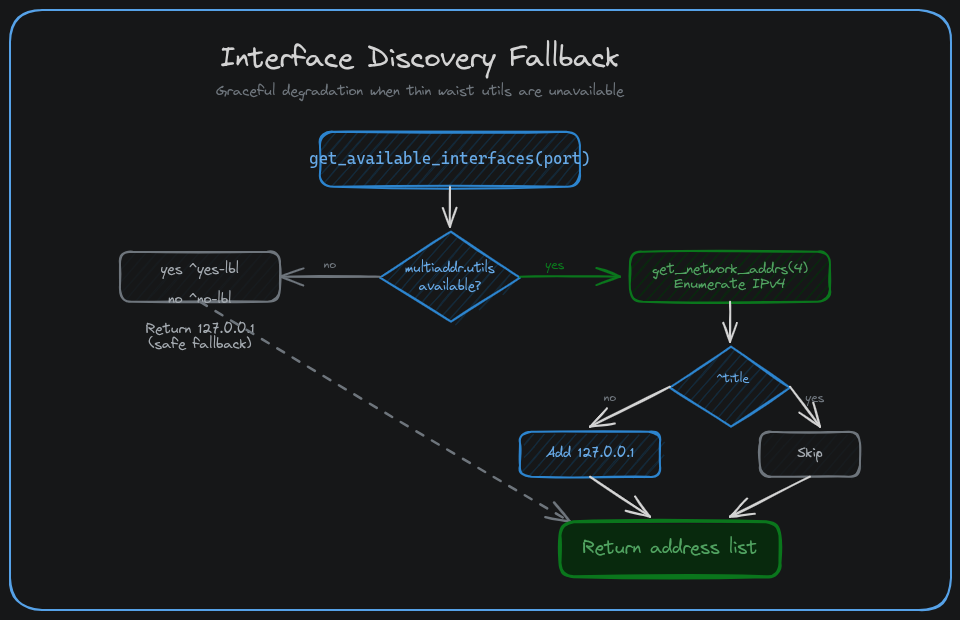 Interface Discovery Fallback
Graceful degradation when thin waist utils are unavailable
get_available_interfaces(port)
multiaddr.utils
available?
no
yes
yes ^yes-lbl
no ^no-lbl
Return 127.0.0.1
(safe fallback)
get_network_addrs(4)
Enumerate IPv4
^title
no
yes
Add 127.0.0.1
Skip
Return address list